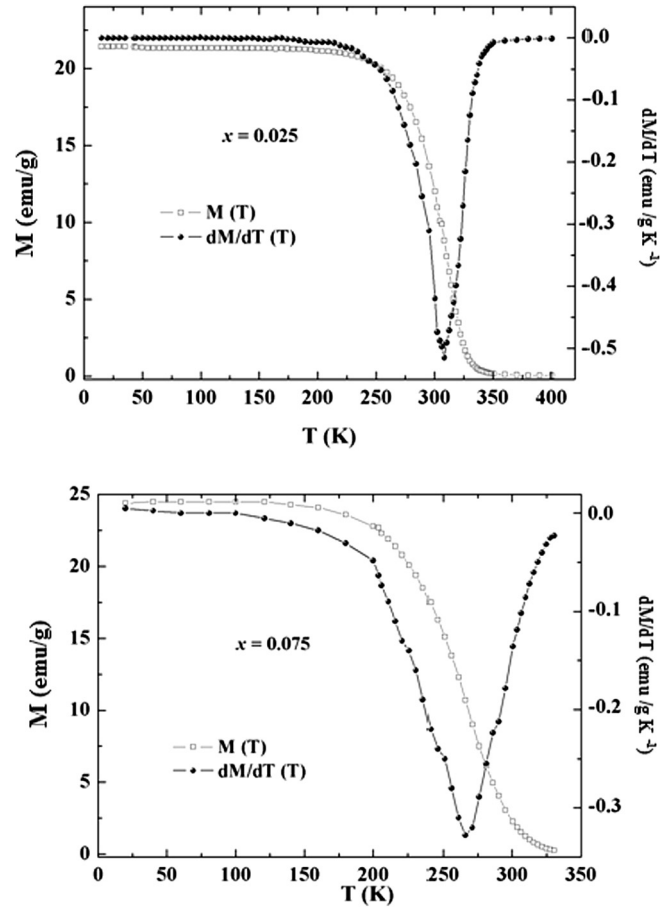 20
15
10
5
0
M (emu/g)
0.0
-0.1
-0.2
-0.3
-0.4
-0.5
dM/dT (emu /g K⁻¹)
x = 0.025
M (T)
dM/dT (T)
0 50 100 150 200 250 300 350 400
T (K)
25
20
15
10
5
0
M (emu/g)
0.0
-0.1
-0.2
-0.3
dM/dT (emu /g K⁻¹)
x = 0.075
M (T)
dM/dT (T)
0 50 100 150 200 250 300 350
T (K)